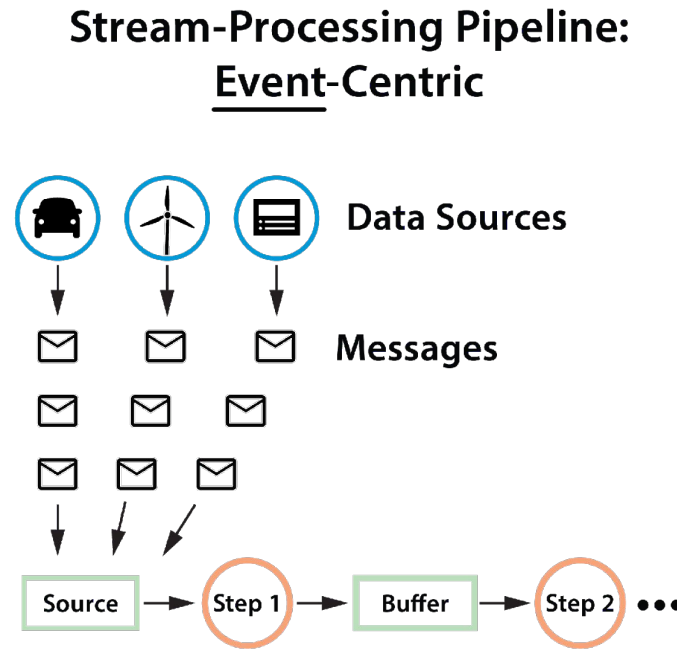 Stream-Processing Pipeline:
Event-Centric
Data Sources
Messages
Source
Step 1
Buffer
Step 2
•••